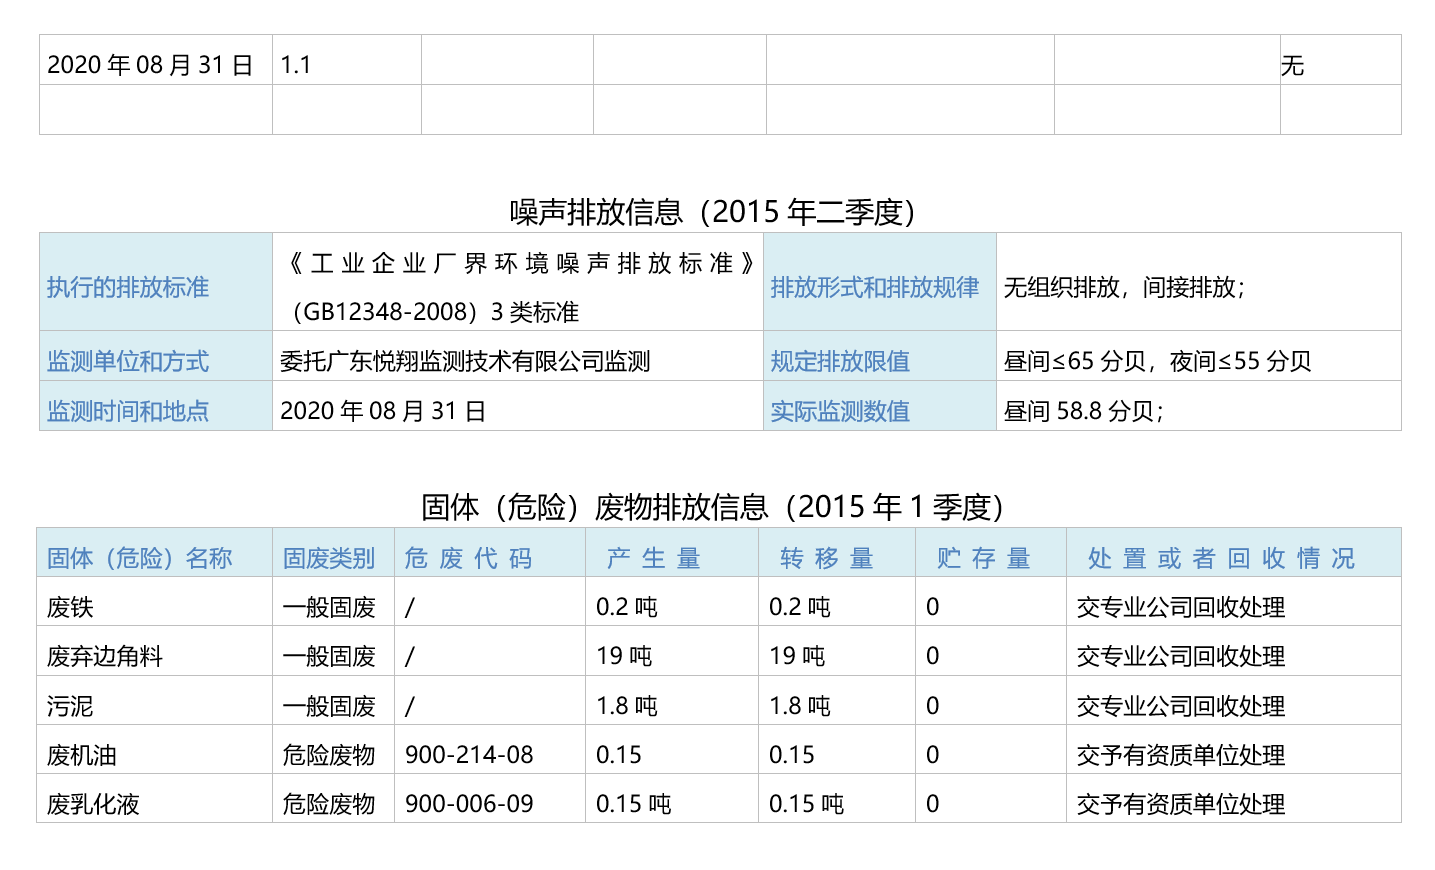 2020 年 08 月 31 日 1.1 无
噪声排放信息（2015 年二季度）
执行的排放标准 《工业企业厂界环境噪声排放标准》（GB12348-2008）3 类标准 排放形式和排放规律 无组织排放，间接排放；
监测单位和方式 委托广东悦翔监测技术有限公司监测 规定排放限值 昼间≤65 分贝，夜间≤55 分贝
监测时间和地点 2020 年 08 月 31 日 实际监测数值 昼间 58.8 分贝；
固体（危险）废物排放信息（2015 年 1 季度）
固体（危险）名称 固废类别 危废代码 产生量 转移量 贮存量 处置或者回收情况
废铁 一般固废 / 0.2 吨 0.2 吨 0 交专业公司回收处理
废弃边角料 一般固废 / 19 吨 19 吨 0 交专业公司回收处理
污泥 一般固废 / 1.8 吨 1.8 吨 0 交专业公司回收处理
废机油 危险废物 900-214-08 0.15 0.15 0 交予有资质单位处理
废乳化液 危险废物 900-006-09 0.15 吨 0.15 吨 0 交予有资质单位处理